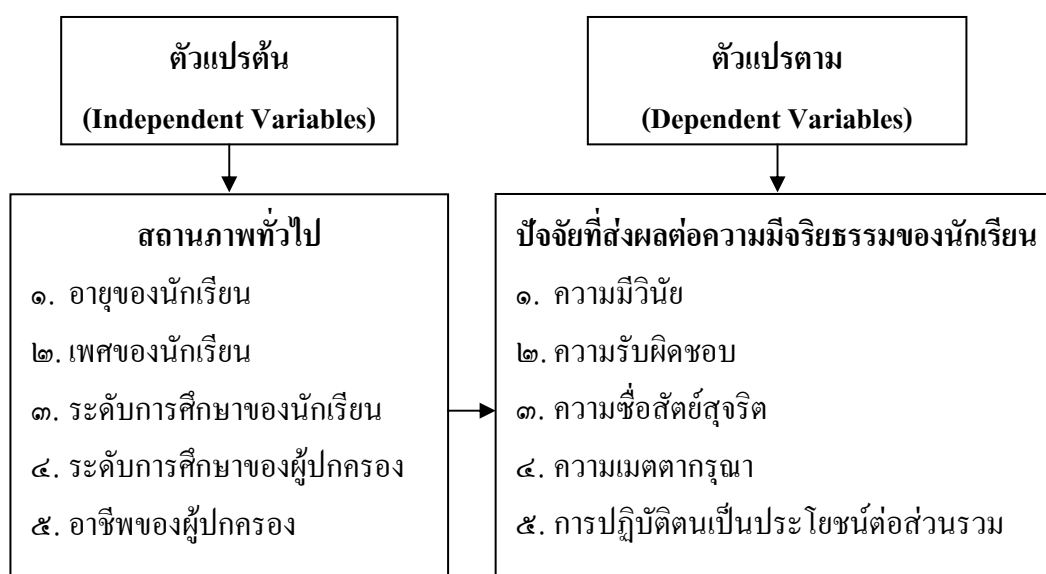 ตัวแปรต้น
(Independent Variables)
ตัวแปรตาม
(Dependent Variables)
สถานภาพทั่วไป
๑. อายุของนักเรียน
๒. เพศของนักเรียน
๓. ระดับการศึกษาของนักเรียน
๔. ระดับการศึกษาของผู้ปกครอง
๕. อาชีพของผู้ปกครอง
ปัจจัยที่ส่งผลต่อความมีจริยธรรมของนักเรียน
๑. ความมีวินัย
๒. ความรับผิดชอบ
๓. ความซื่อสัตย์สุจริต
๔. ความเมตตากรุณา
๕. การปฏิบัติตนเป็นประโยชน์ต่อส่วนรวม